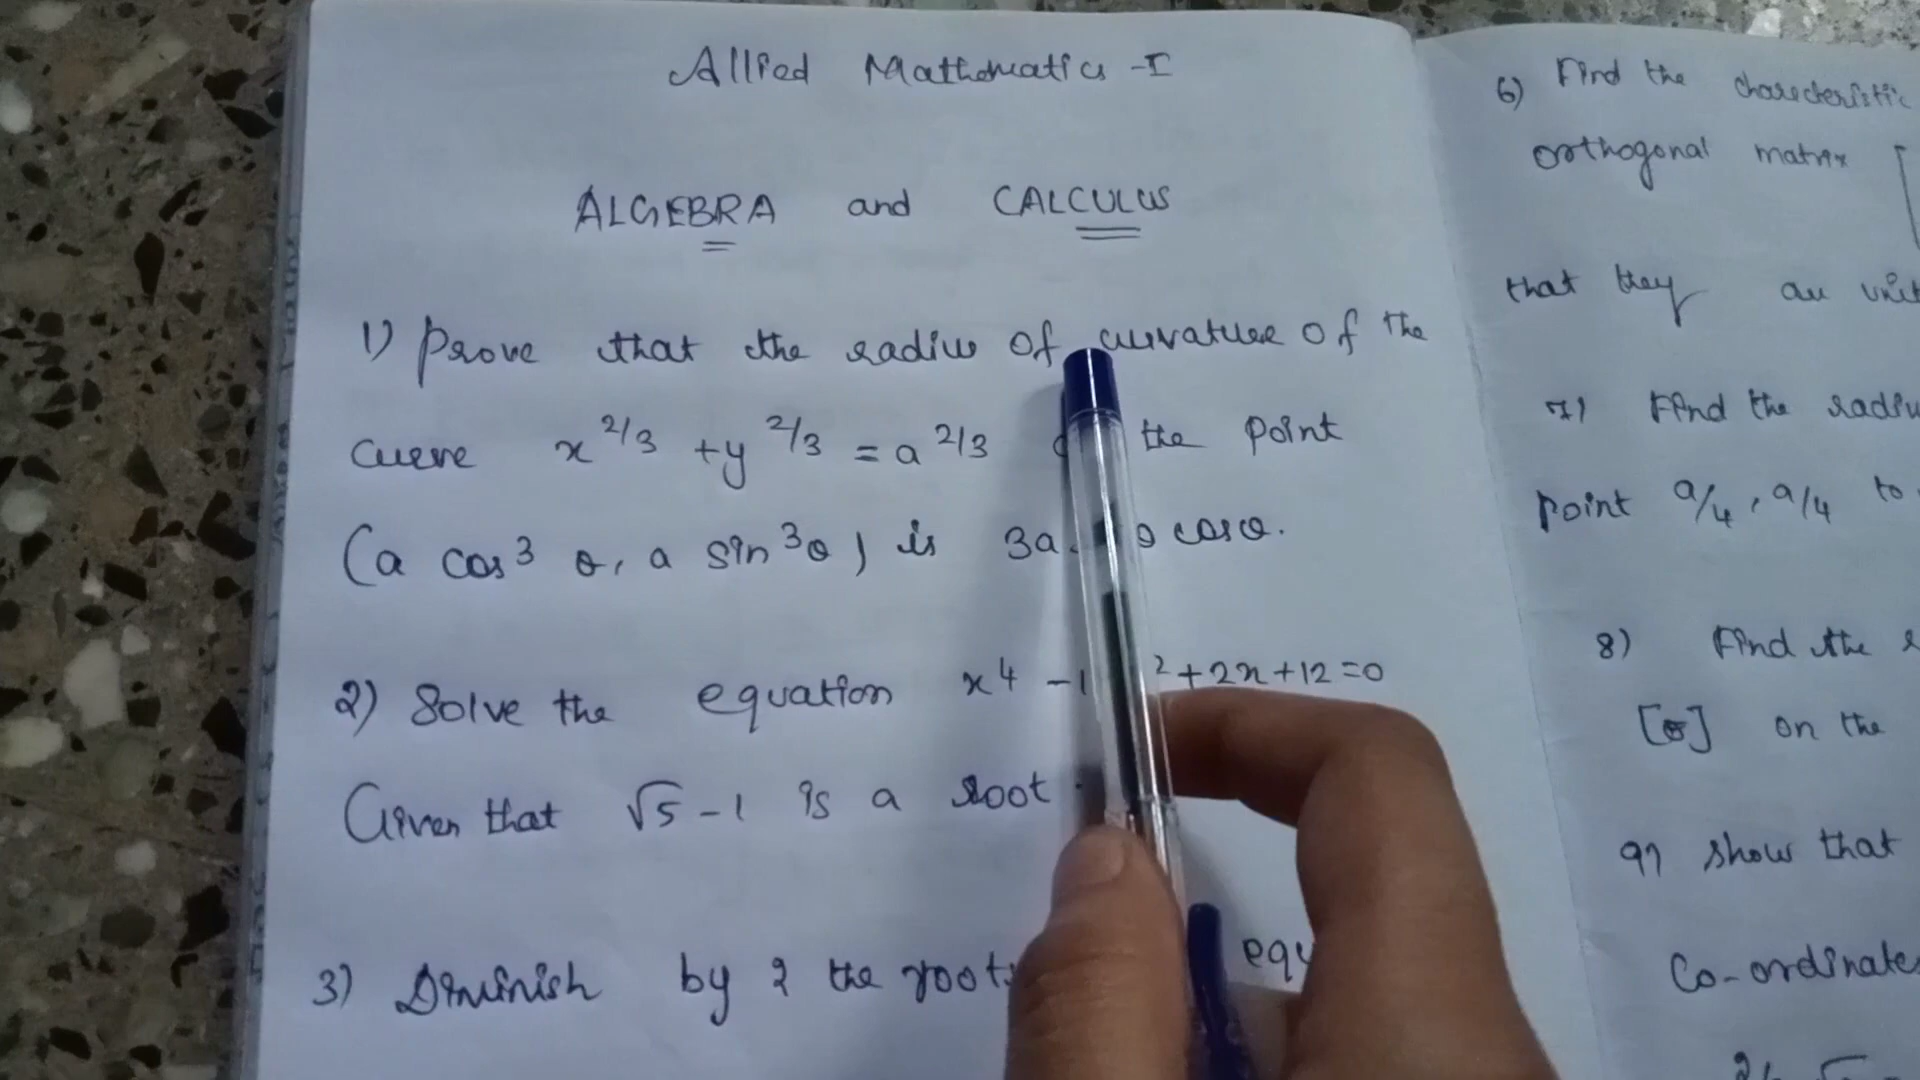 Allied Mathematics -I
ALGEBRA and CALCULUS
1) Prove that the radius of curvature of the
curve x^2/3 + y^2/3 = a^2/3 the point
(a cos^3 θ, a sin^3 θ) is 3a θ cos θ.
2) Solve the equation x^4 -1 ^2 + 2x + 12 = 0
Given that √5 - 1 is a root
3) Diminish by 2 the roots
6) Find the characteristic
orthogonal matrix [
that they are unit
7) Find the radiu
point a/4, a/4 to
8) Find the
on the
9) Show that
Co-ordinates